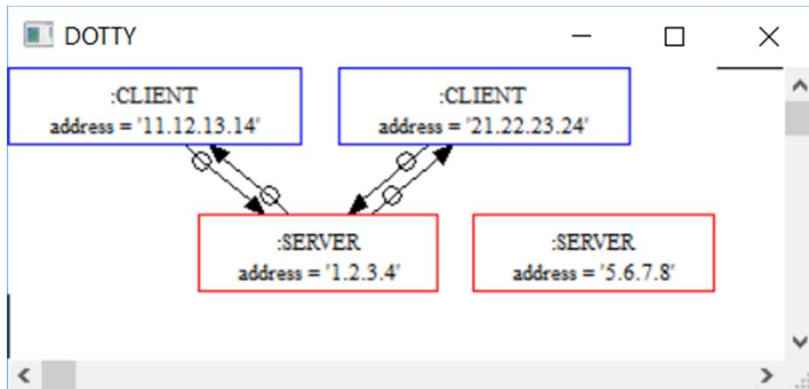 DOTTY
:CLIENT
address = '11.12.13.14'
:CLIENT
address = '21.22.23.24'
:SERVER
address = '1.2.3.4'
:SERVER
address = '5.6.7.8'